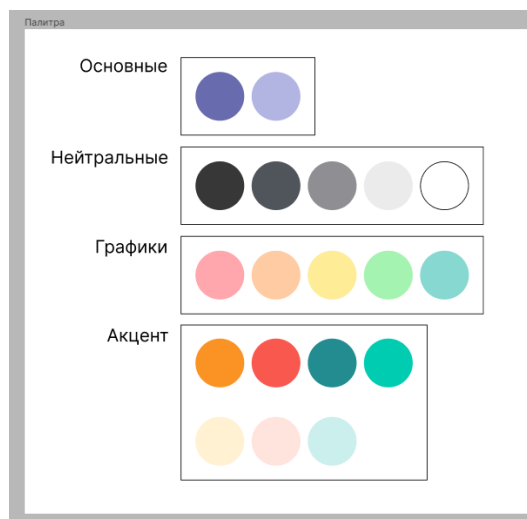 Палитра
Основные
Нейтральные
Графики
Акцент